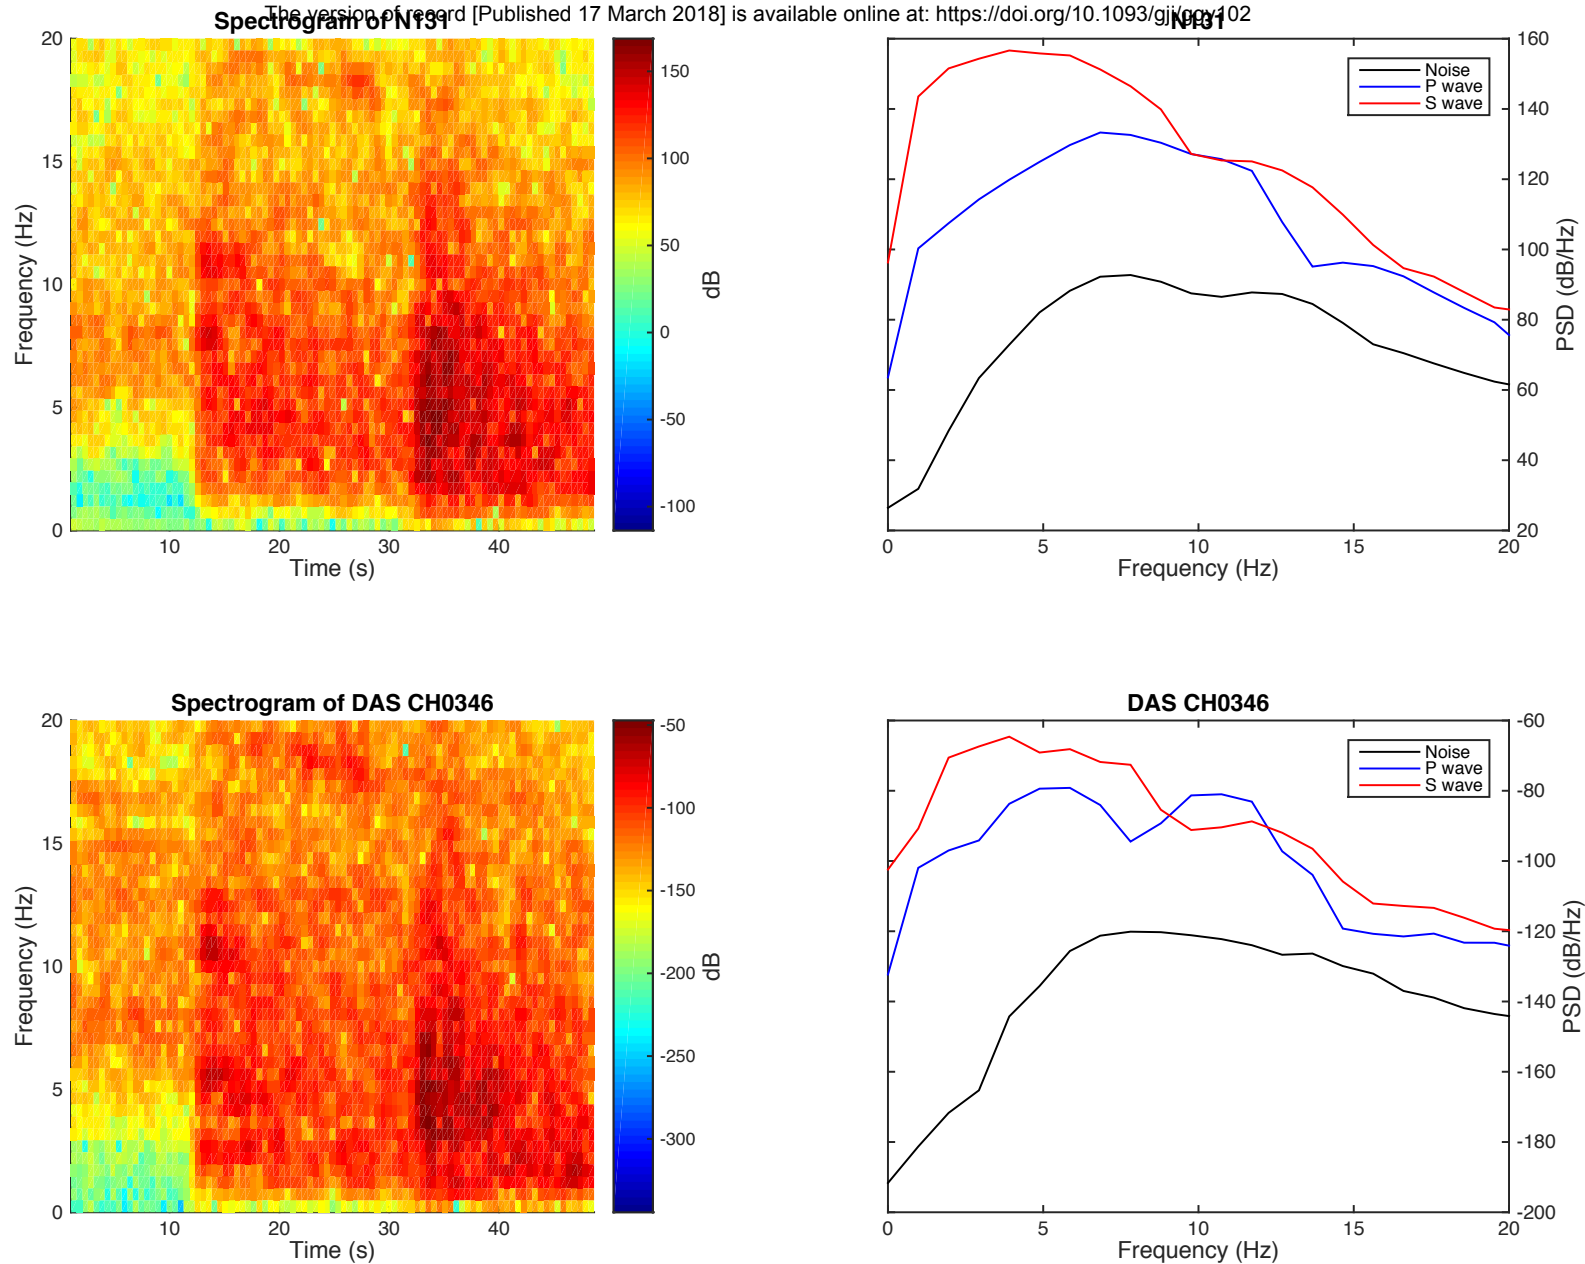 The version of record [Published 17 March 2018] is available online at: https://doi.org/10.1093/gji/ggy102
Spectrogram of N131
20
15
10
5
0
Frequency (Hz)
10 20 30 40
Time (s)
150
100
50
0
-50
-100
dB
N131
Noise
P wave
S wave
160
140
120
100
80
60
40
20
PSD (dB/Hz)
0 5 10 15 20
Frequency (Hz)
Spectrogram of DAS CH0346
20
15
10
5
0
Frequency (Hz)
10 20 30 40
Time (s)
-50
-100
-150
-200
-250
-300
dB
DAS CH0346
Noise
P wave
S wave
-60
-80
-100
-120
-140
-160
-180
-200
PSD (dB/Hz)
0 5 10 15 20
Frequency (Hz)